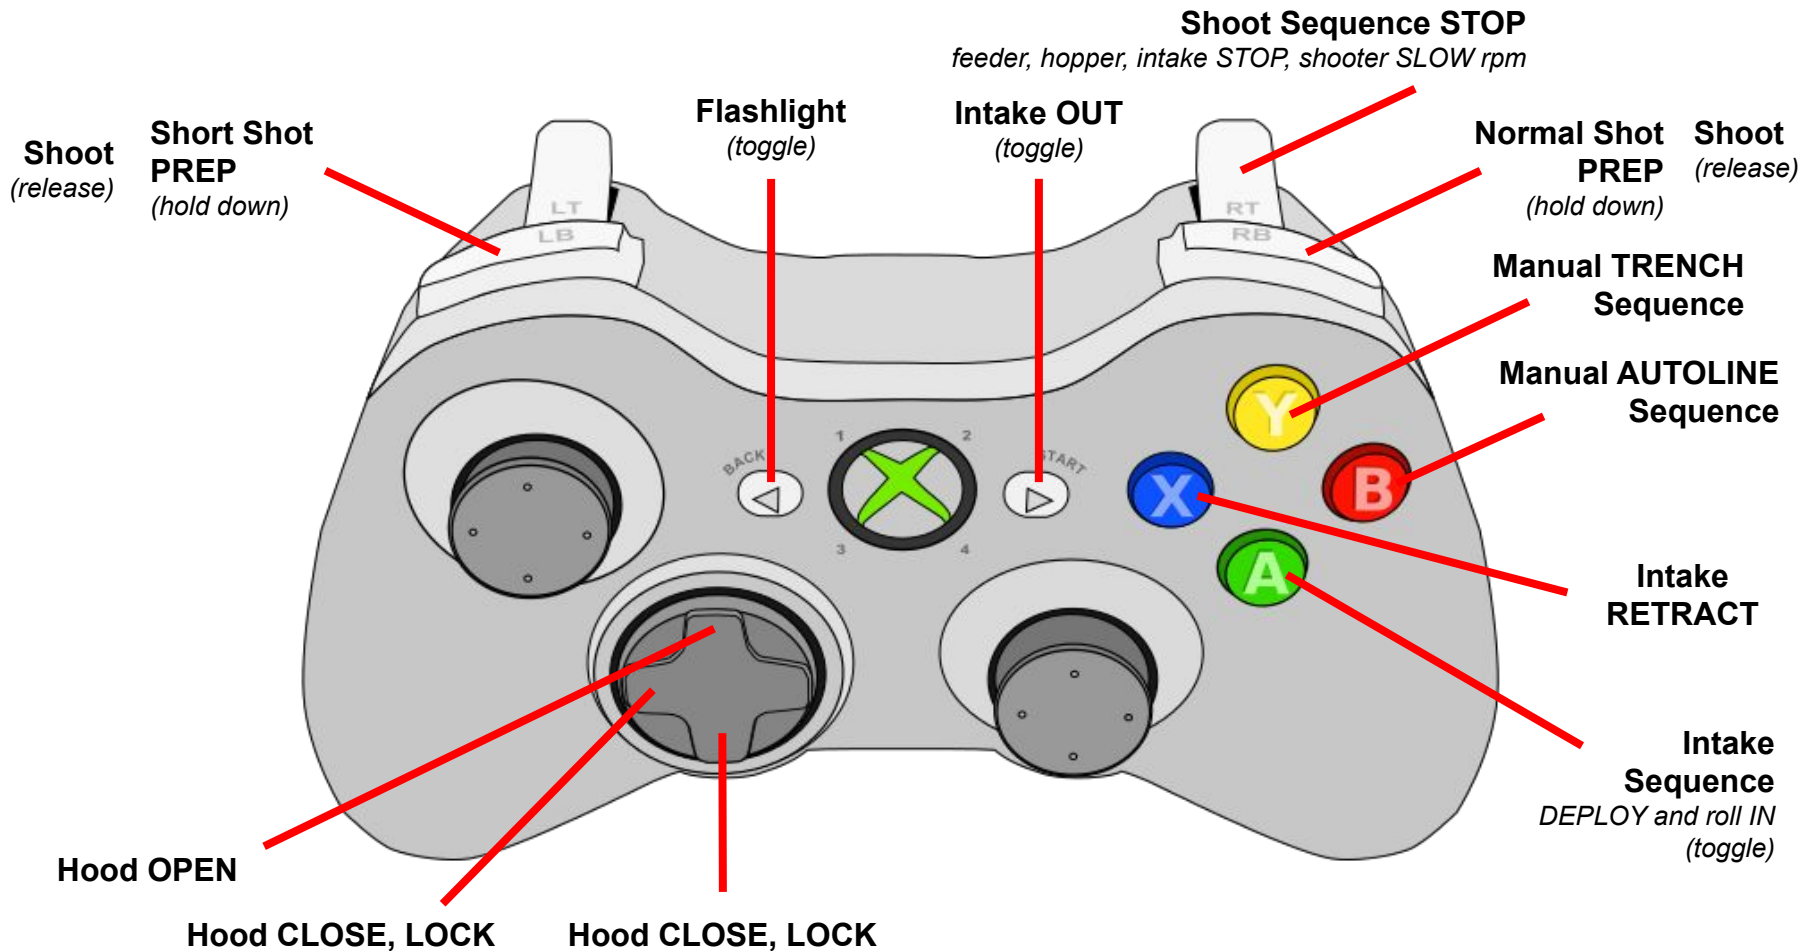 Shoot Sequence STOP
feeder, hopper, intake STOP, shooter SLOW rpm
Shoot
(release)
Short Shot
PREP
(hold down)
Flashlight
(toggle)
Intake OUT
(toggle)
Normal Shot
PREP
(hold down)
Shoot
(release)
LT
LB
RT
RB
Manual TRENCH
Sequence
Manual AUTOLINE
Sequence
BACK
1
2
3
4
START
Y
X
B
A
Intake
RETRACT
Intake
Sequence
DEPLOY and roll IN
(toggle)
Hood OPEN
Hood CLOSE, LOCK
Hood CLOSE, LOCK